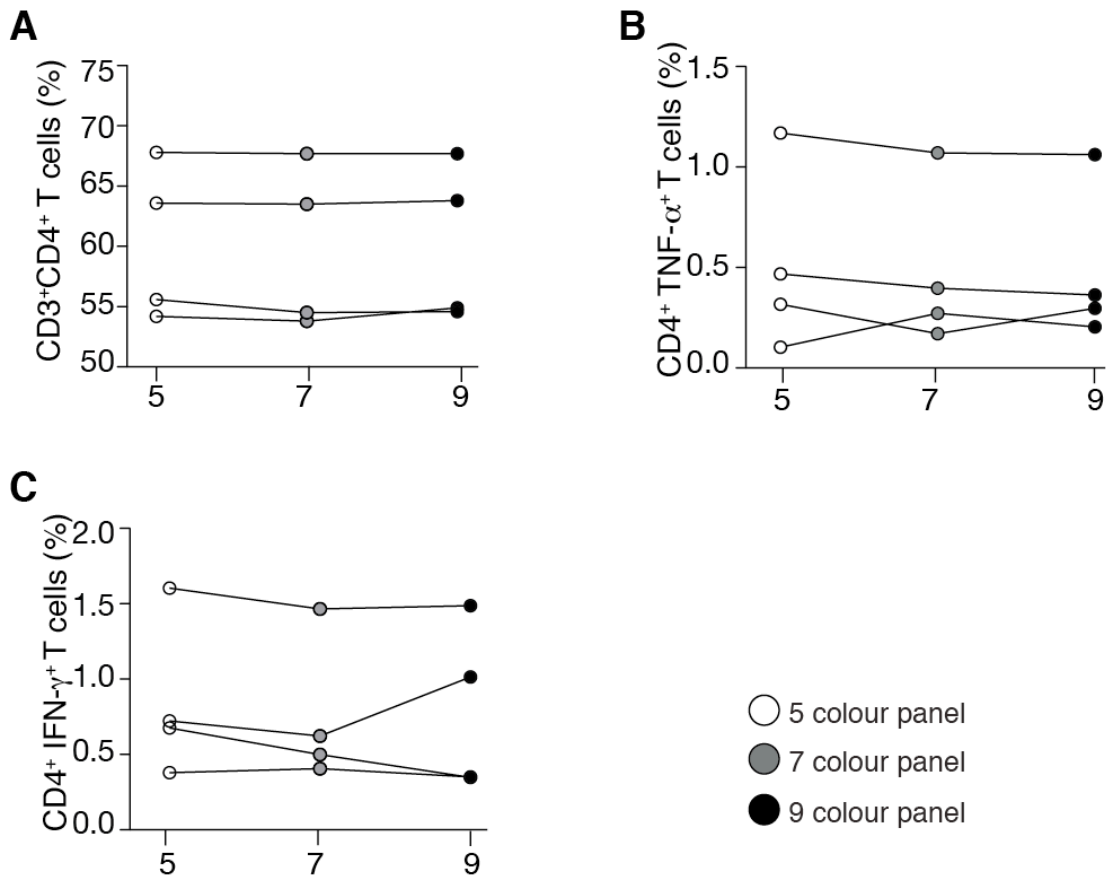 A
CD3⁺CD4⁺ T cells (%)
75
70
65
60
55
50
5 7 9
B
CD4⁺ TNF-α⁺ T cells (%)
1.5
1.0
0.5
0.0
5 7 9
C
CD4⁺ IFN-γ⁺ T cells (%)
2.0
1.5
1.0
0.5
0.0
5 7 9
5 colour panel
7 colour panel
9 colour panel